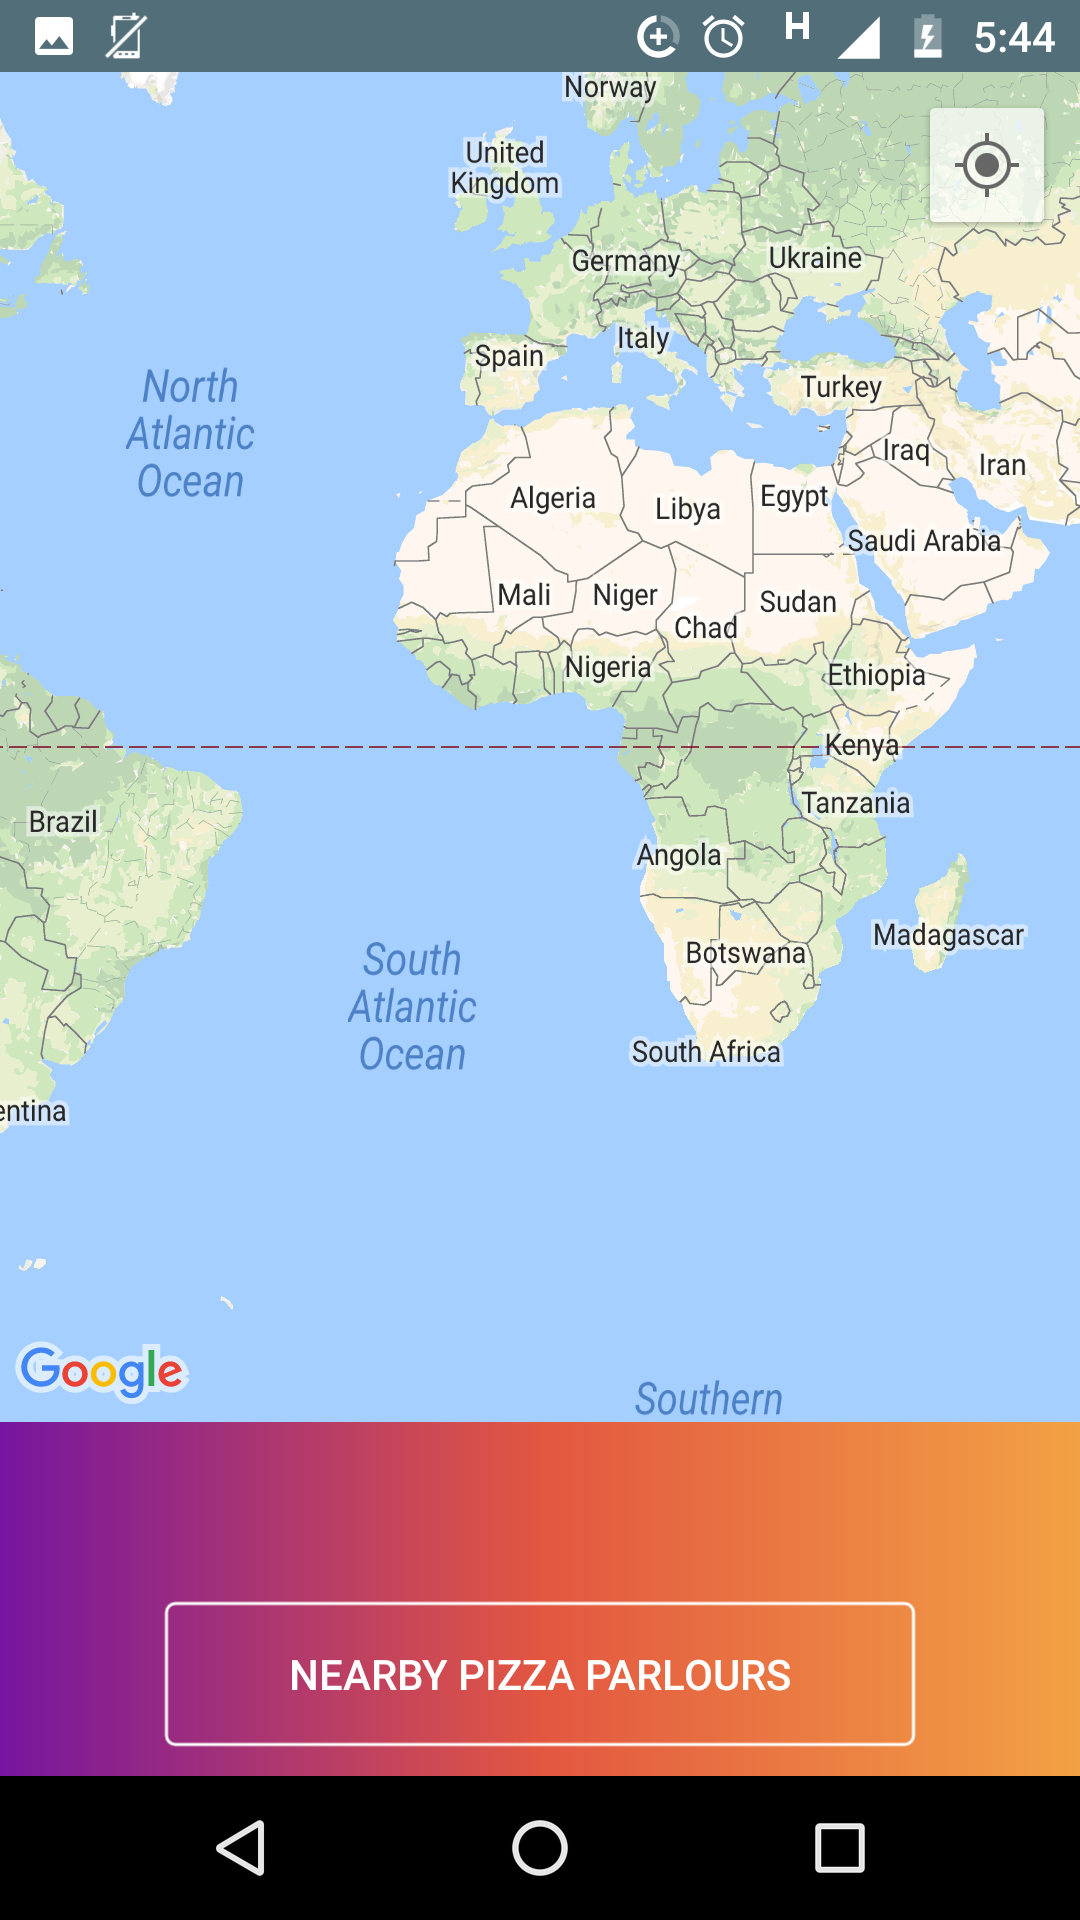 H 5:44
Norway
United
Kingdom
Germany
Ukraine
Italy
Spain
Turkey
North
Atlantic
Ocean
Iraq
Iran
Algeria
Libya
Egypt
Saudi Arabia
Mali
Niger
Sudan
Chad
Nigeria
Ethiopia
Kenya
Tanzania
Brazil
Angola
Madagascar
Botswana
South
Atlantic
Ocean
South Africa
entina
Google
Southern
NEARBY PIZZA PARLOURS